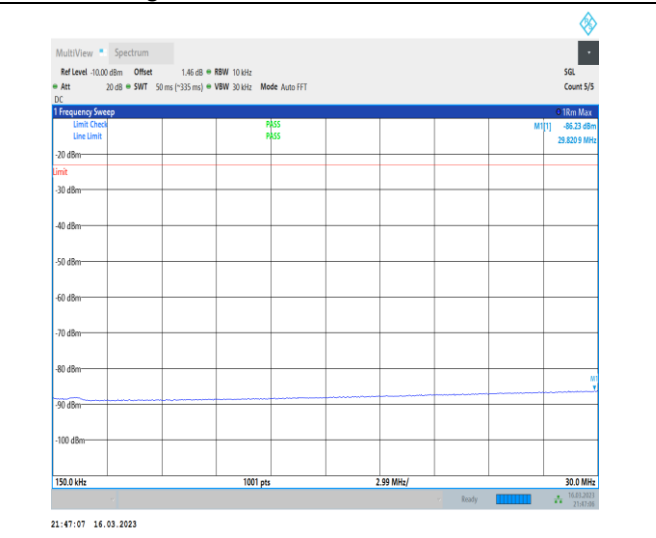 MultiView Spectrum
Ref Level -10.00 dBm Offset 1.46 dB RBW 10 kHz SGL
Att 20 dB SWT 50 ms (~335 ms) VBW 30 kHz Mode Auto FFT Count 5/5
DC
1 Frequency Sweep 1Rm Max
Limit Check PASS M1[1] -86.23 dBm
Line Limit PASS 29.8209 MHz
-20 dBm
Limit
-30 dBm
-40 dBm
-50 dBm
-60 dBm
-70 dBm
-80 dBm
M1
-90 dBm
-100 dBm
150.0 kHz 1001 pts 2.99 MHz/ 30.0 MHz
Ready 16.03.2023
21:47:06
21:47:07 16.03.2023